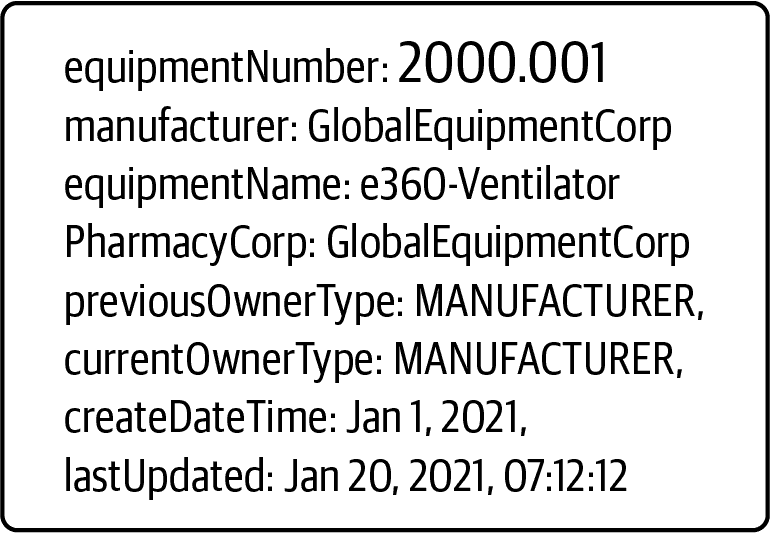 equipmentNumber: 2000.001
manufacturer: GlobalEquipmentCorp
equipmentName: e360-Ventilator
PharmacyCorp: GlobalEquipmentCorp
previousOwnerType: MANUFACTURER,
currentOwnerType: MANUFACTURER,
createDateTime: Jan 1, 2021,
lastUpdated: Jan 20, 2021, 07:12:12